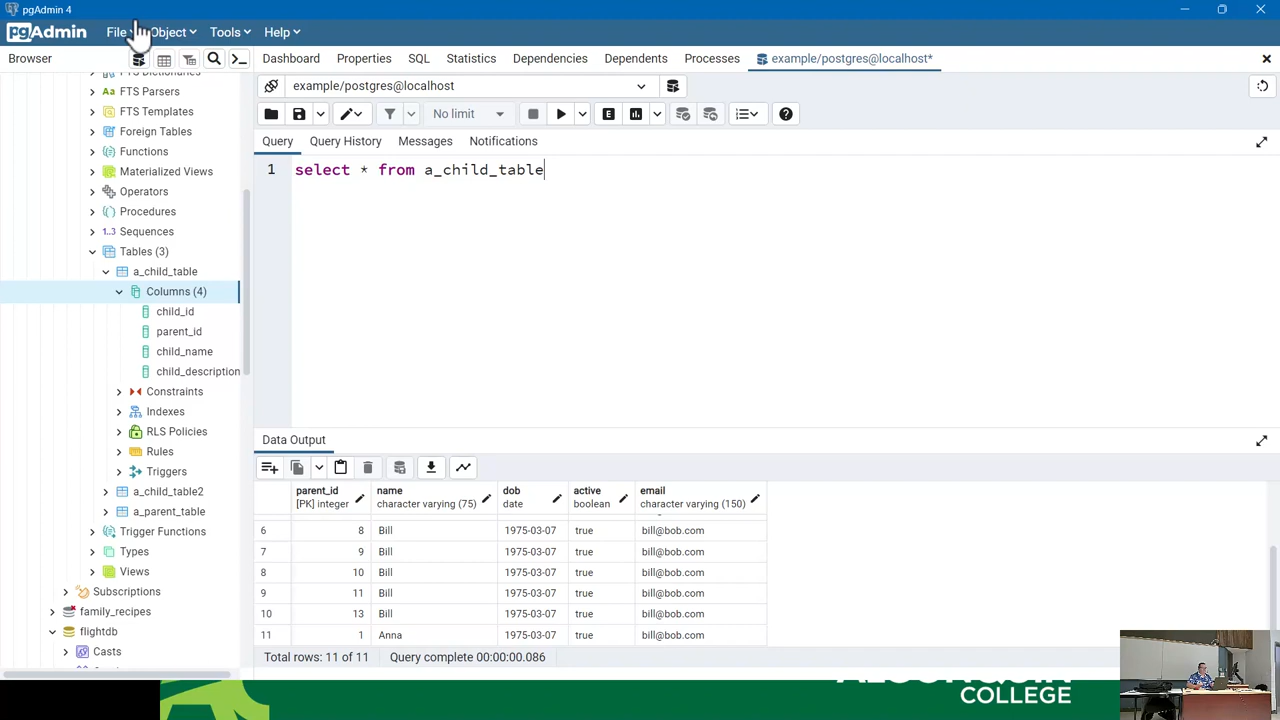 pgAdmin 4
pgAdmin File Object Tools Help
Browser
Dashboard Properties SQL Statistics Dependencies Dependents Processes example/postgres@localhost*
example/postgres@localhost
No limit
E
Query Query History Messages Notifications
1 select * from a_child_table
FTS Dictionaries
Aa FTS Parsers
FTS Templates
Foreign Tables
Functions
Materialized Views
Operators
Procedures
1..3 Sequences
Tables (3)
a_child_table
Columns (4)
child_id
parent_id
child_name
child_description
Constraints
Indexes
RLS Policies
Rules
Triggers
a_child_table2
a_parent_table
Trigger Functions
Types
Views
Subscriptions
family_recipes
flightdb
Casts
Data Output
parent_id name dob active email
[PK] integer character varying (75) date boolean character varying (150)
6 8 Bill 1975-03-07 true bill@bob.com
7 9 Bill 1975-03-07 true bill@bob.com
8 10 Bill 1975-03-07 true bill@bob.com
9 11 Bill 1975-03-07 true bill@bob.com
10 13 Bill 1975-03-07 true bill@bob.com
11 1 Anna 1975-03-07 true bill@bob.com
Total rows: 11 of 11 Query complete 00:00:00.086
ALGONQUIN
COLLEGE